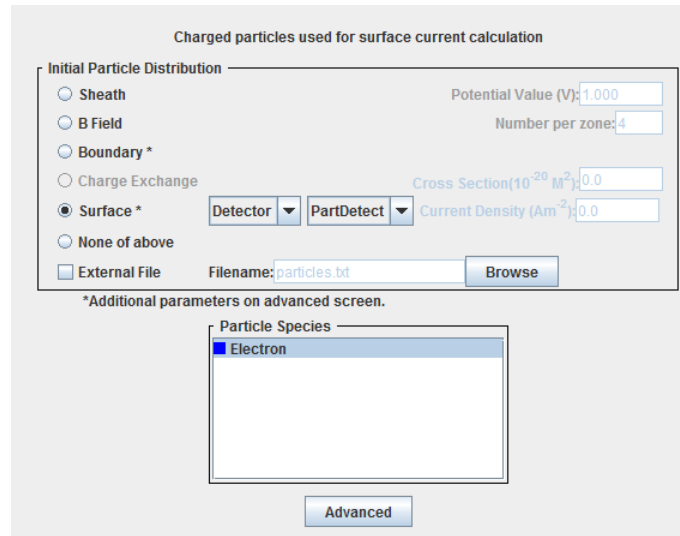 Charged particles used for surface current calculation
Initial Particle Distribution
Sheath Potential Value (V): 1.000
B Field Number per zone: 4
Boundary *
Charge Exchange Cross Section(10^-20 M^2): 0.0
Surface * Detector PartDetect Current Density (Am^-2): 0.0
None of above
External File Filename: particles.txt Browse
*Additional parameters on advanced screen.
Particle Species
Electron
Advanced